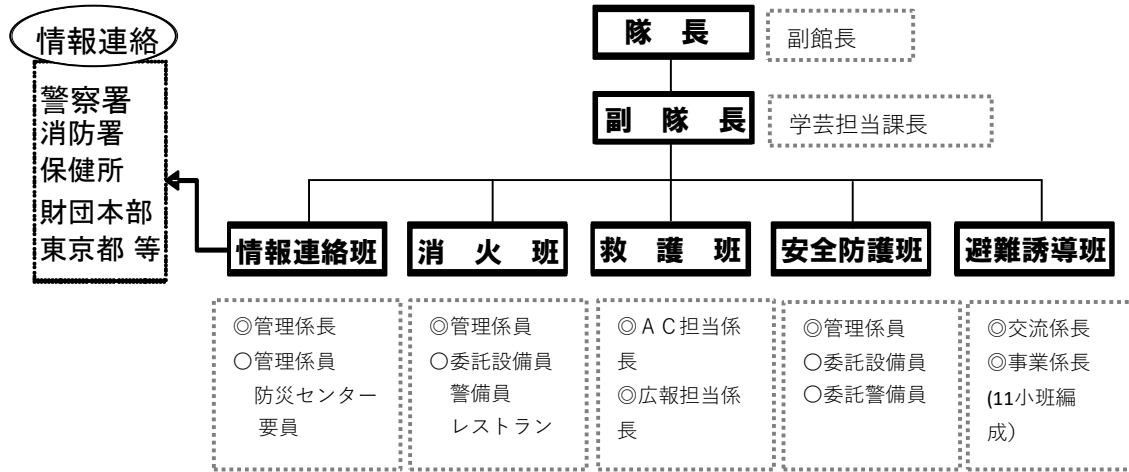 情報連絡
警察署
消防署
保健所
財団本部
東京都 等
隊 長
副館長
副 隊 長
学芸担当課長
情報連絡班
消 火 班
救 護 班
安全防護班
避難誘導班
◎管理係長
〇管理係員
防災センター
要員
◎管理係員
〇委託設備員
警備員
レストラン
◎ＡＣ担当係
長
◎広報担当係
長
◎管理係員
〇委託設備員
〇委託警備員
◎交流係長
◎事業係長
(11小班編
成）